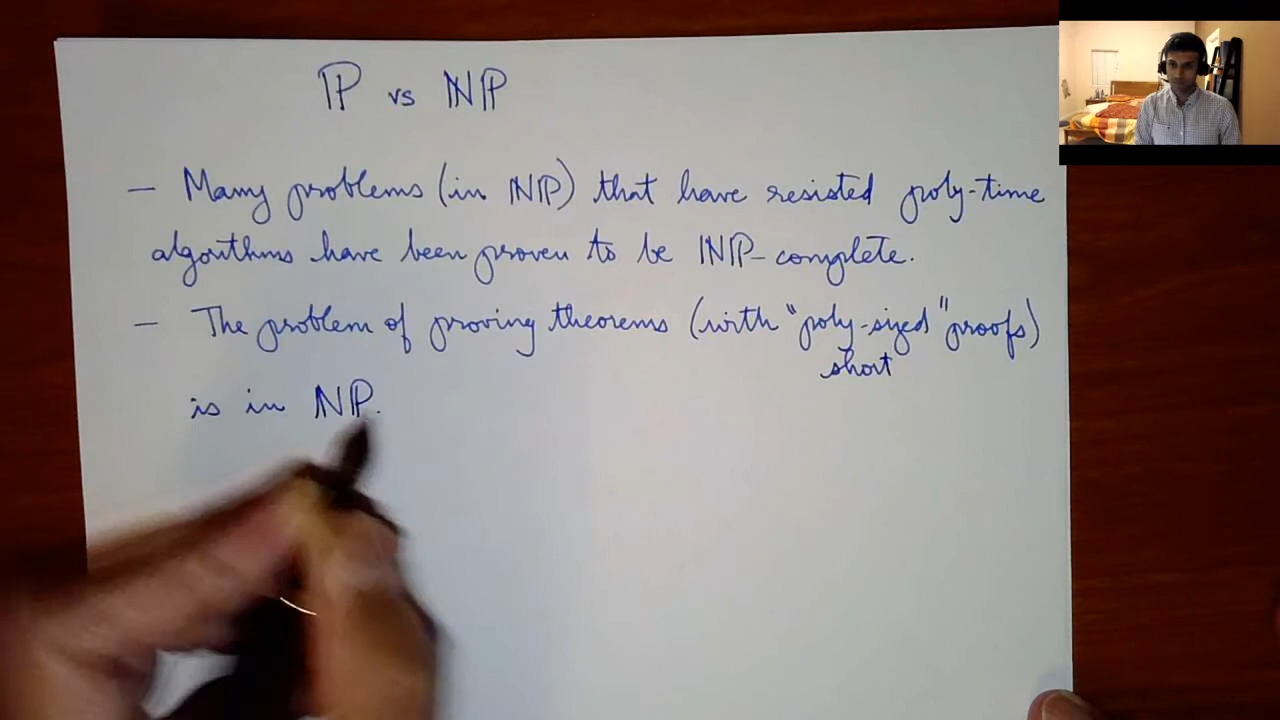 ℙ vs ℕℙ
– Many problems (in ℕℙ) that have resisted poly-time
algorithms have been proven to be ℕℙ-complete.
– The problem of proving theorems (with "poly-sized" proofs)
short
is in ℕℙ.